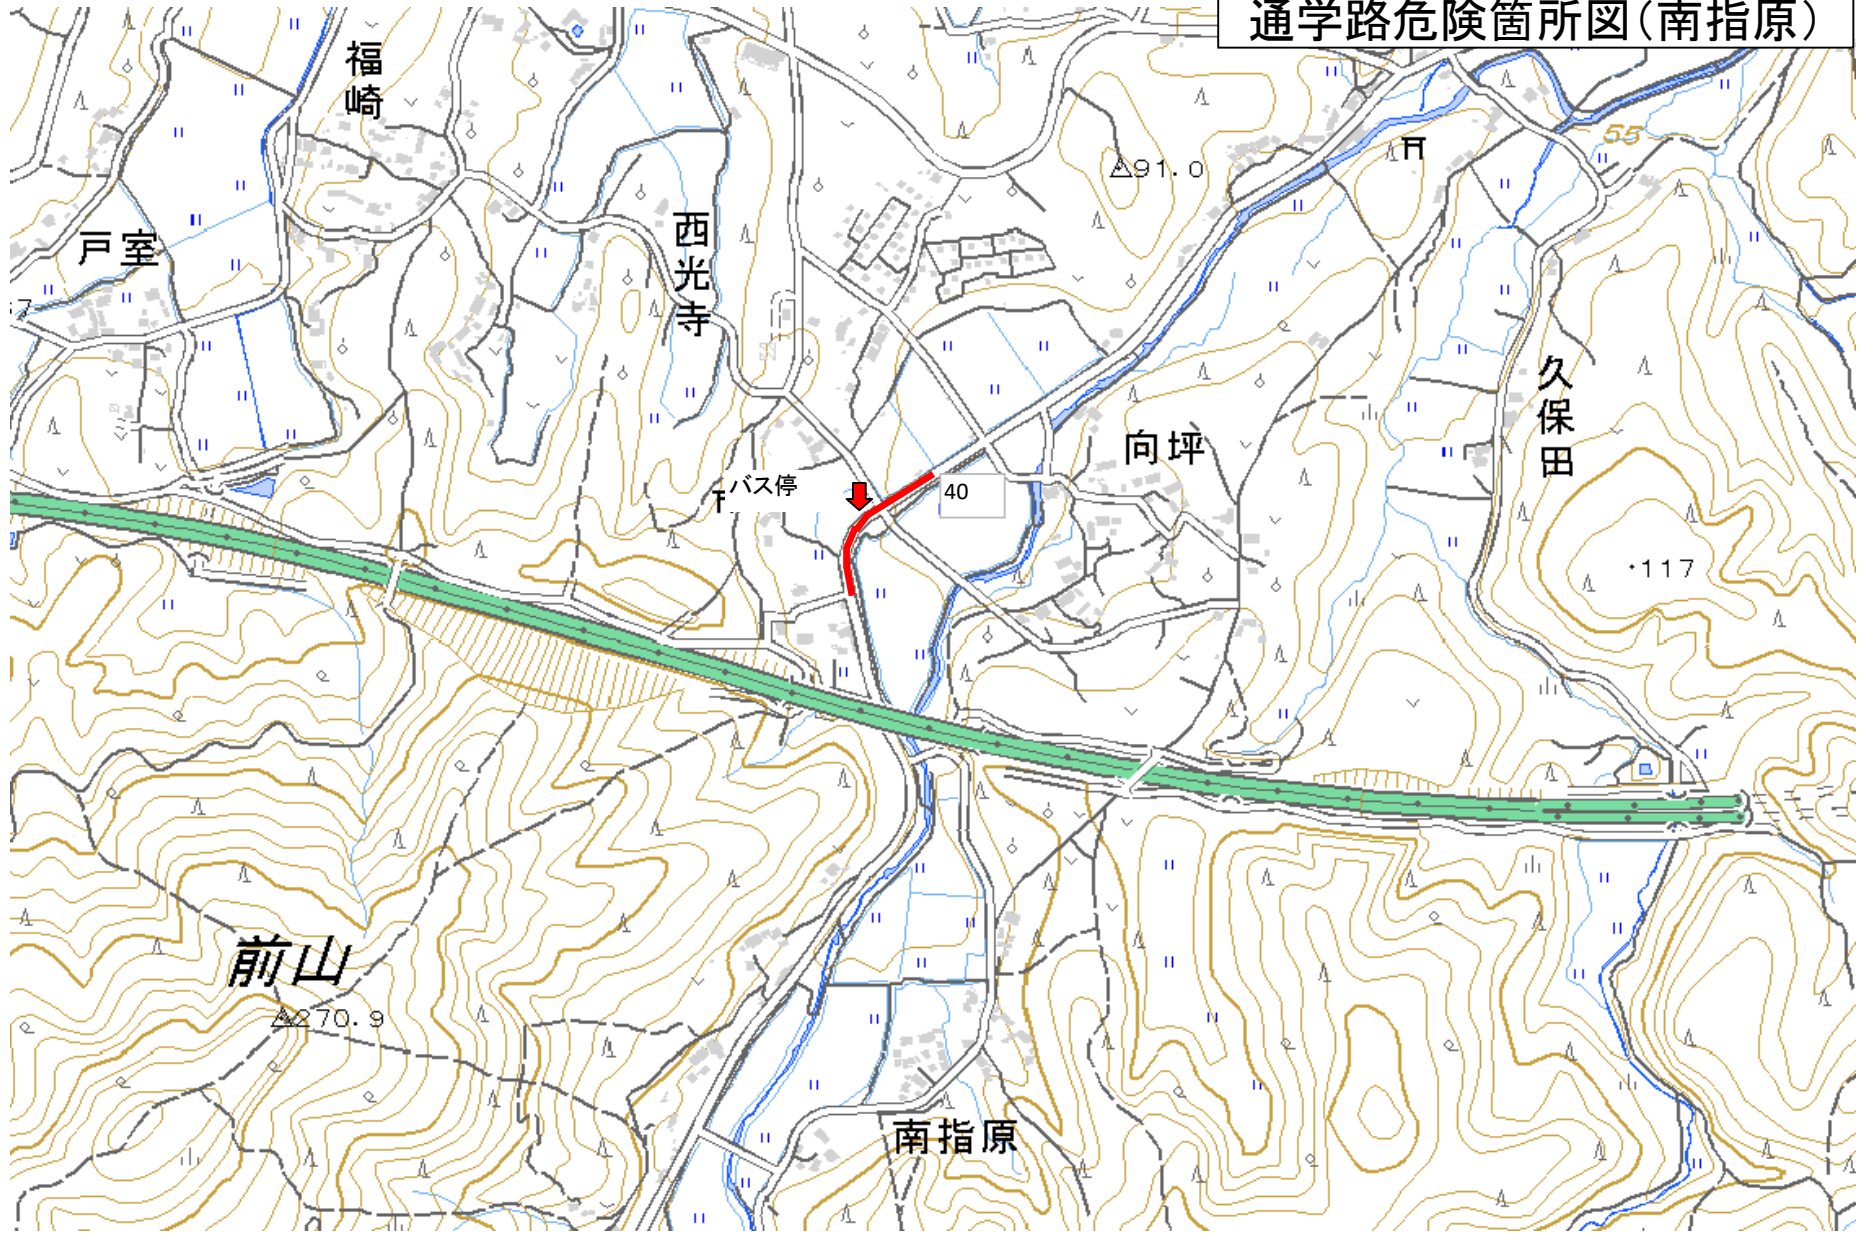 通学路危険箇所図(南指原)
福崎
55
91.0
戸室
西光寺
久保田
向坪
バス停
40
117
前山
270.9
南指原